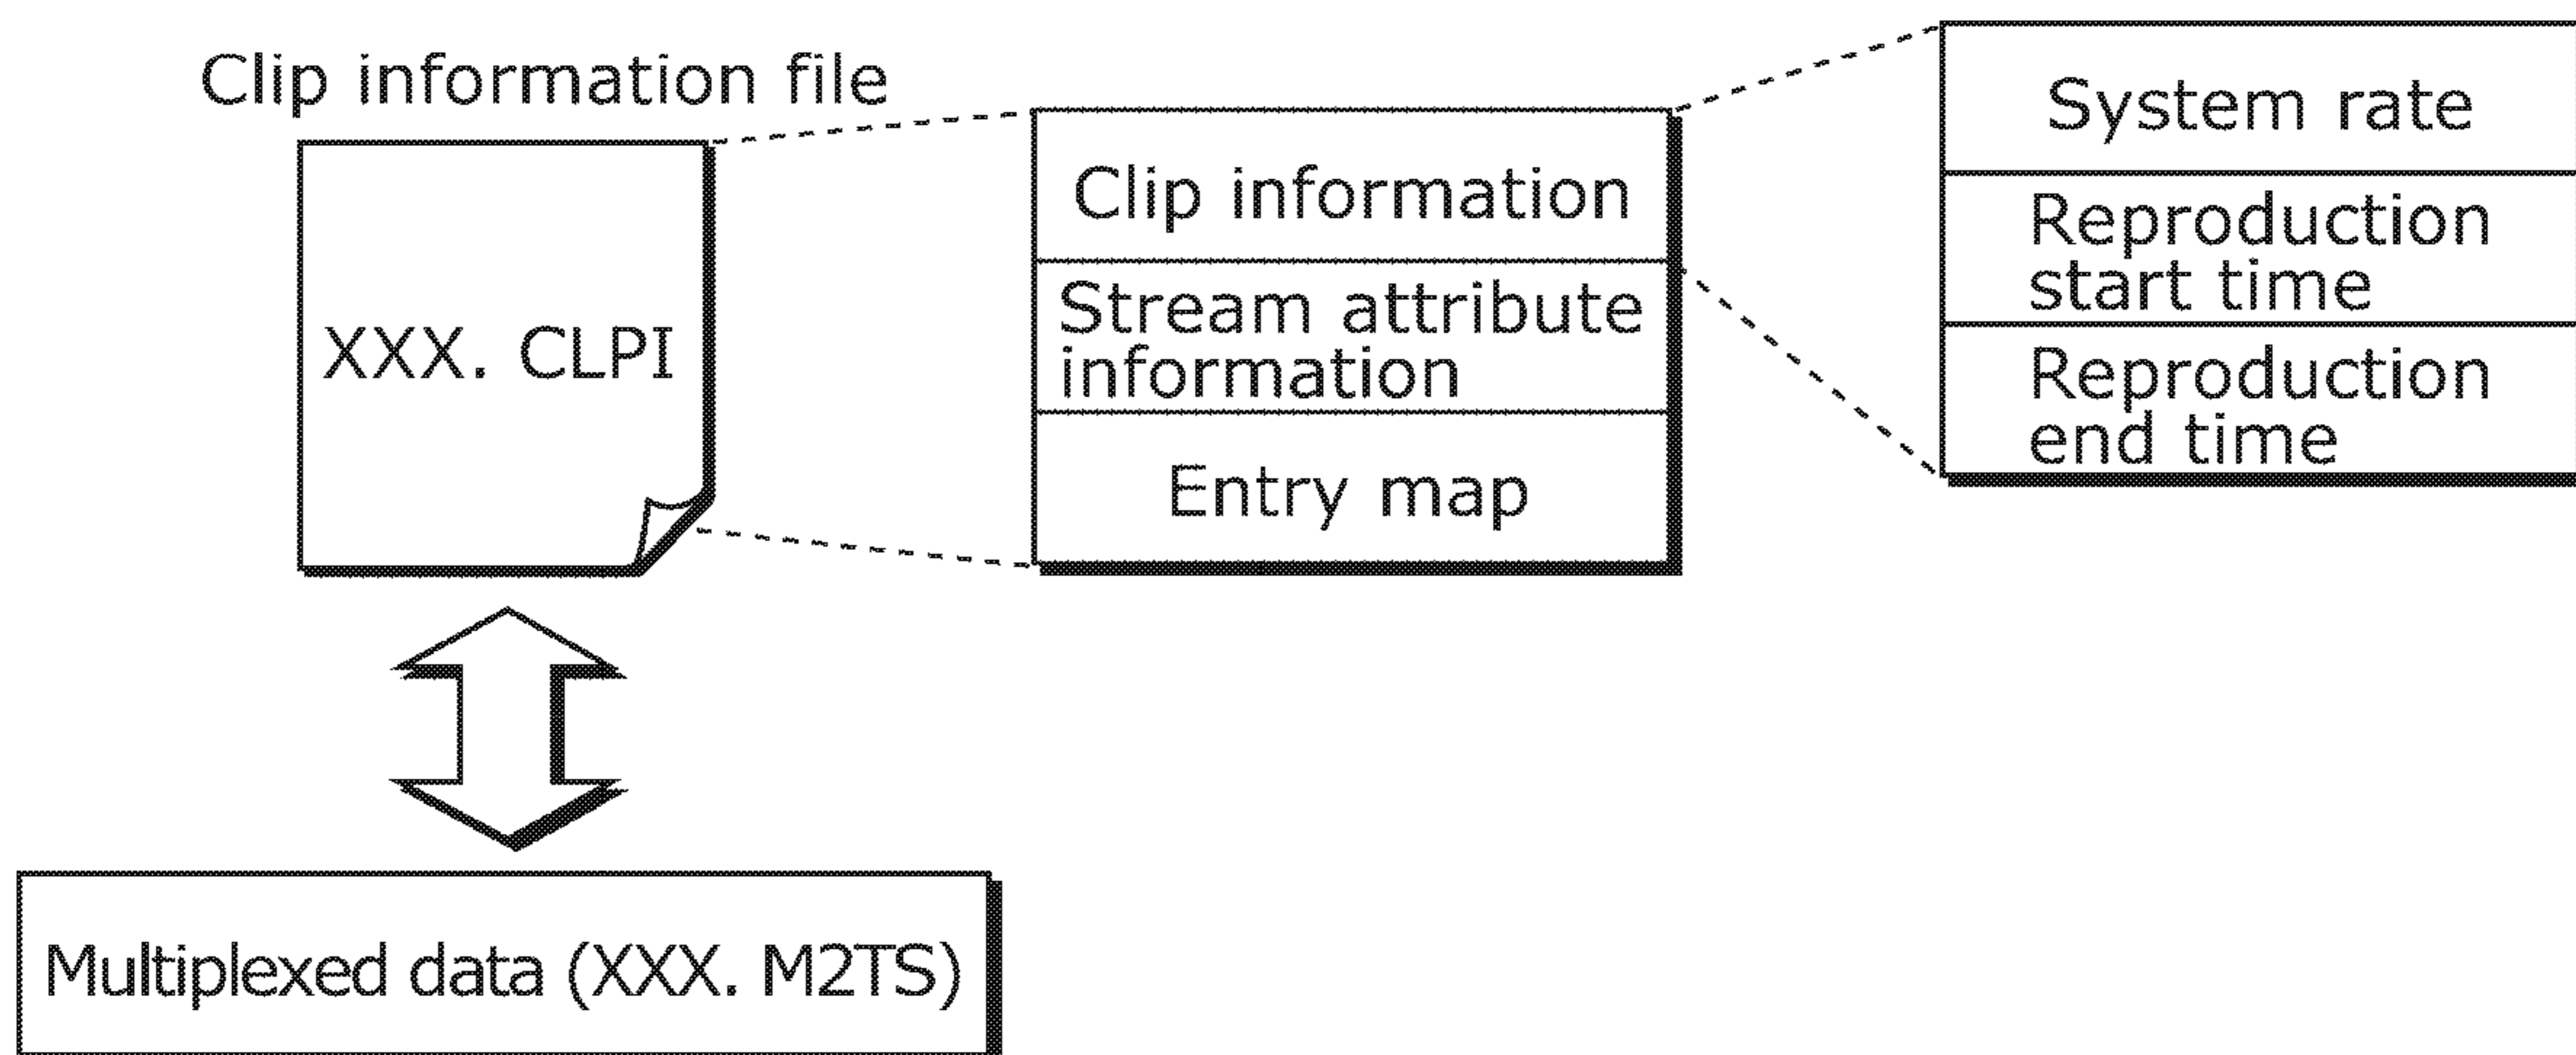 Clip information file
XXX. CLPI
Clip information
Stream attribute
information
Entry map
System rate
Reproduction
start time
Reproduction
end time
Multiplexed data (XXX. M2TS)